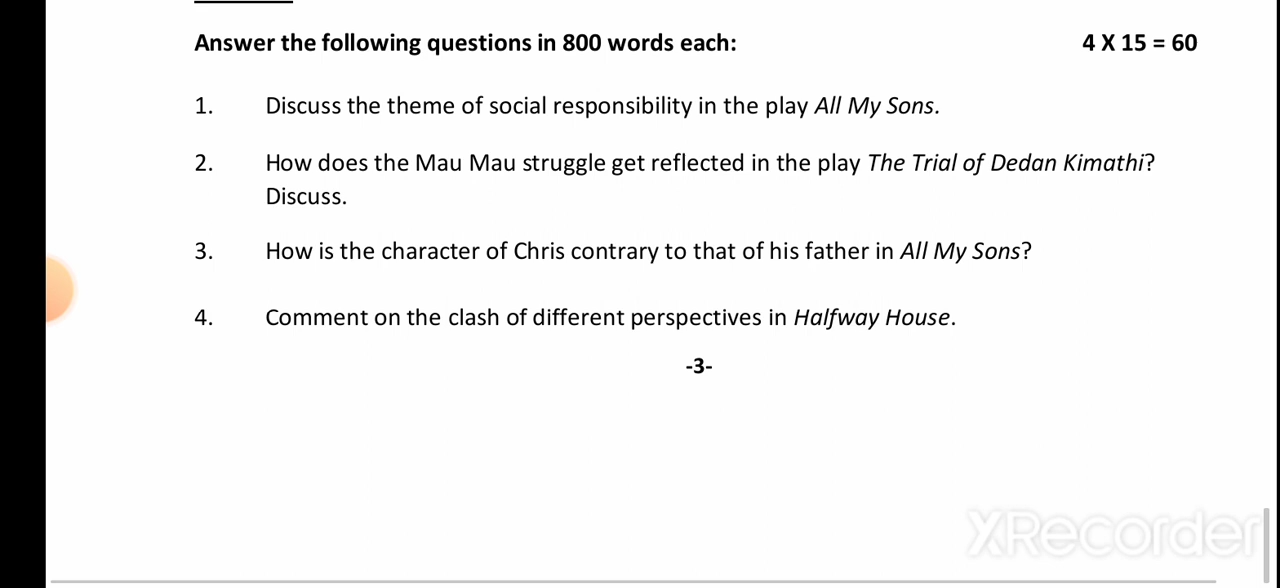 Answer the following questions in 800 words each: 4 X 15 = 60
1. Discuss the theme of social responsibility in the play All My Sons.
2. How does the Mau Mau struggle get reflected in the play The Trial of Dedan Kimathi?
Discuss.
3. How is the character of Chris contrary to that of his father in All My Sons?
4. Comment on the clash of different perspectives in Halfway House.
-3-
XRecorder